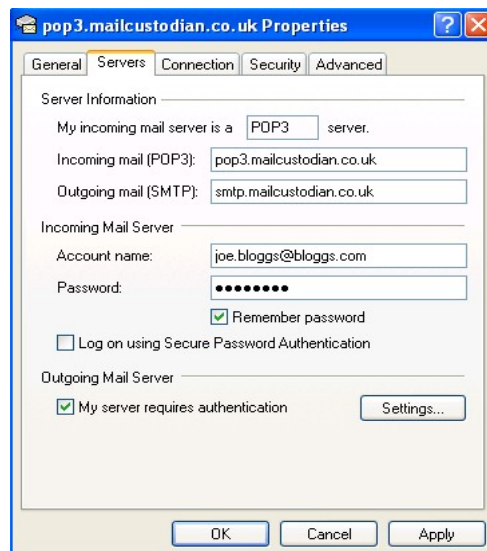 pop3.mailcustodian.co.uk Properties ? X
General Servers Connection Security Advanced
Server Information
My incoming mail server is a POP3 server.
Incoming mail (POP3): pop3.mailcustodian.co.uk
Outgoing mail (SMTP): smtp.mailcustodian.co.uk
Incoming Mail Server
Account name: joe.bloggs@bloggs.com
Password: ●●●●●●●●
Remember password
Log on using Secure Password Authentication
Outgoing Mail Server
My server requires authentication Settings...
OK Cancel Apply